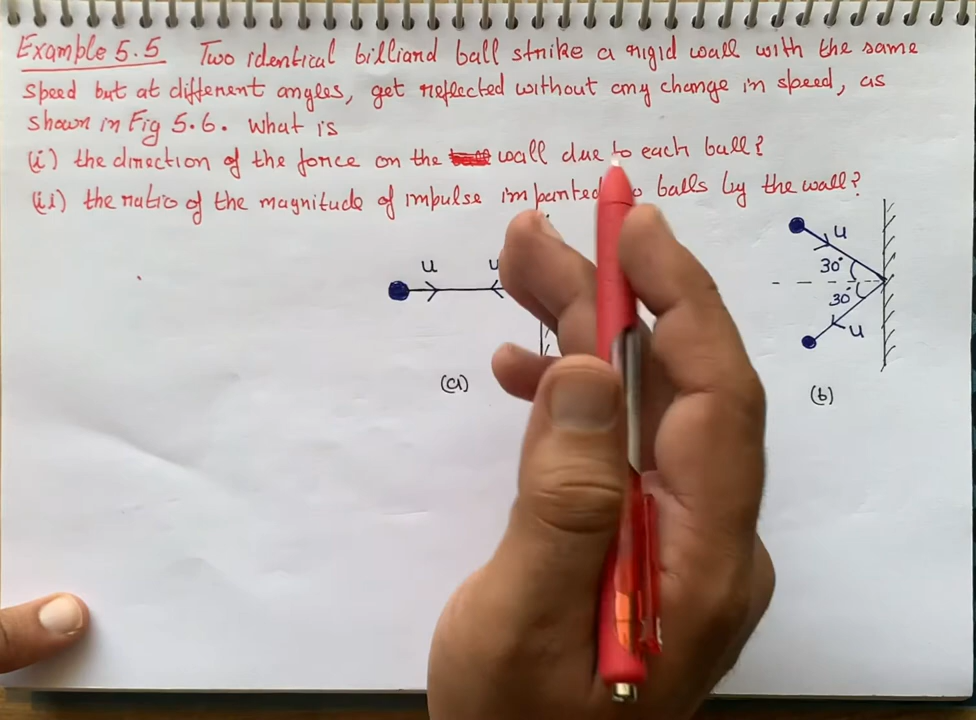 Example 5.5 Two identical billiard ball strike a rigid wall with the same
speed but at different angles, get reflected without any change in speed, as
shown in Fig 5.6. What is
(i) the direction of the force on the wall due to each ball?
(ii) the ratio of the magnitude of impulse imparted balls by the wall?
u u
u
30°
30°
u
(a)
(b)